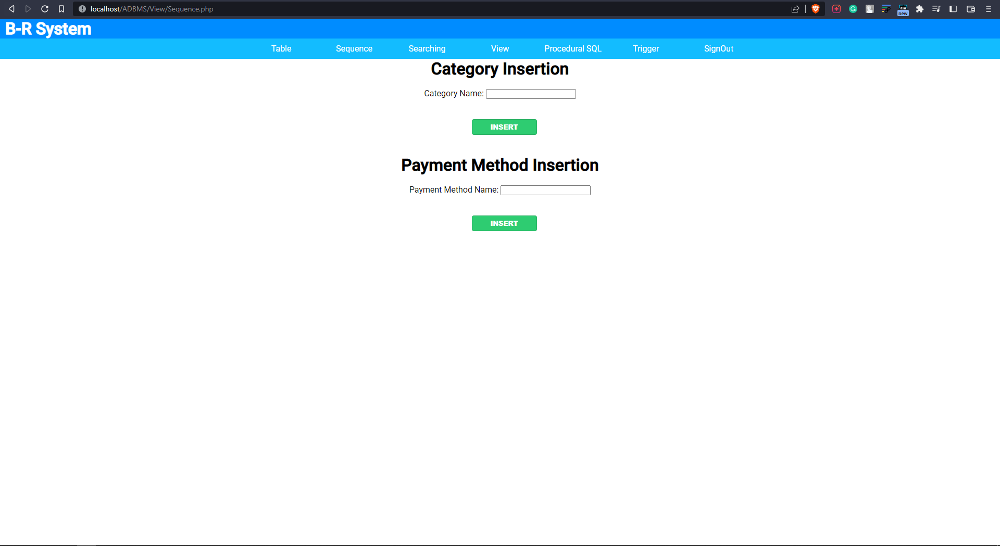 localhost/ADBMS/View/Sequence.php
new
B-R System
Table Sequence Searching View Procedural SQL Trigger SignOut
Category Insertion
Category Name:
INSERT
Payment Method Insertion
Payment Method Name:
INSERT